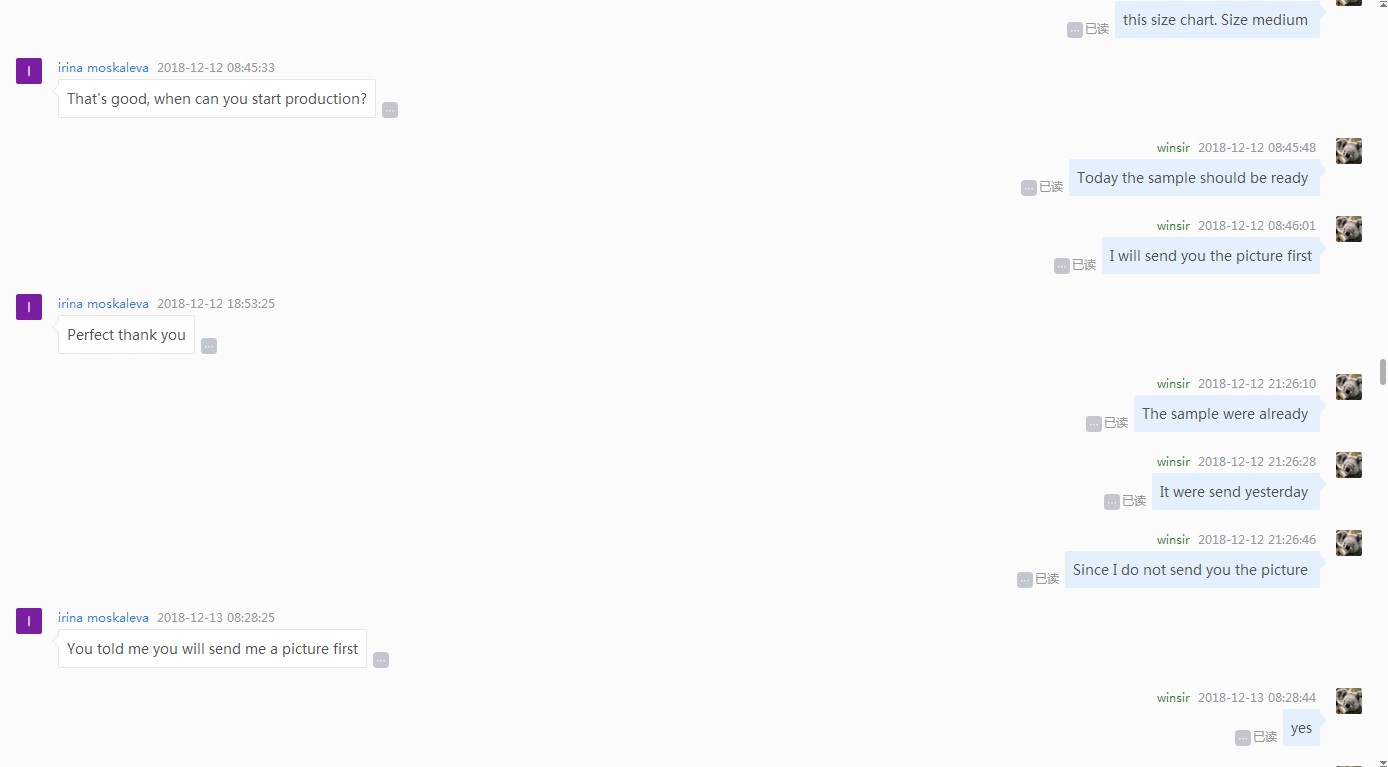 this size chart. Size medium
... 已读
I
irina moskaleva 2018-12-12 08:45:33
That's good, when can you start production?
...
winsir 2018-12-12 08:45:48
Today the sample should be ready
... 已读
winsir 2018-12-12 08:46:01
I will send you the picture first
... 已读
I
irina moskaleva 2018-12-12 18:53:25
Perfect thank you
...
winsir 2018-12-12 21:26:10
The sample were already
... 已读
winsir 2018-12-12 21:26:28
It were send yesterday
... 已读
winsir 2018-12-12 21:26:46
Since I do not send you the picture
... 已读
I
irina moskaleva 2018-12-13 08:28:25
You told me you will send me a picture first
...
winsir 2018-12-13 08:28:44
yes
... 已读